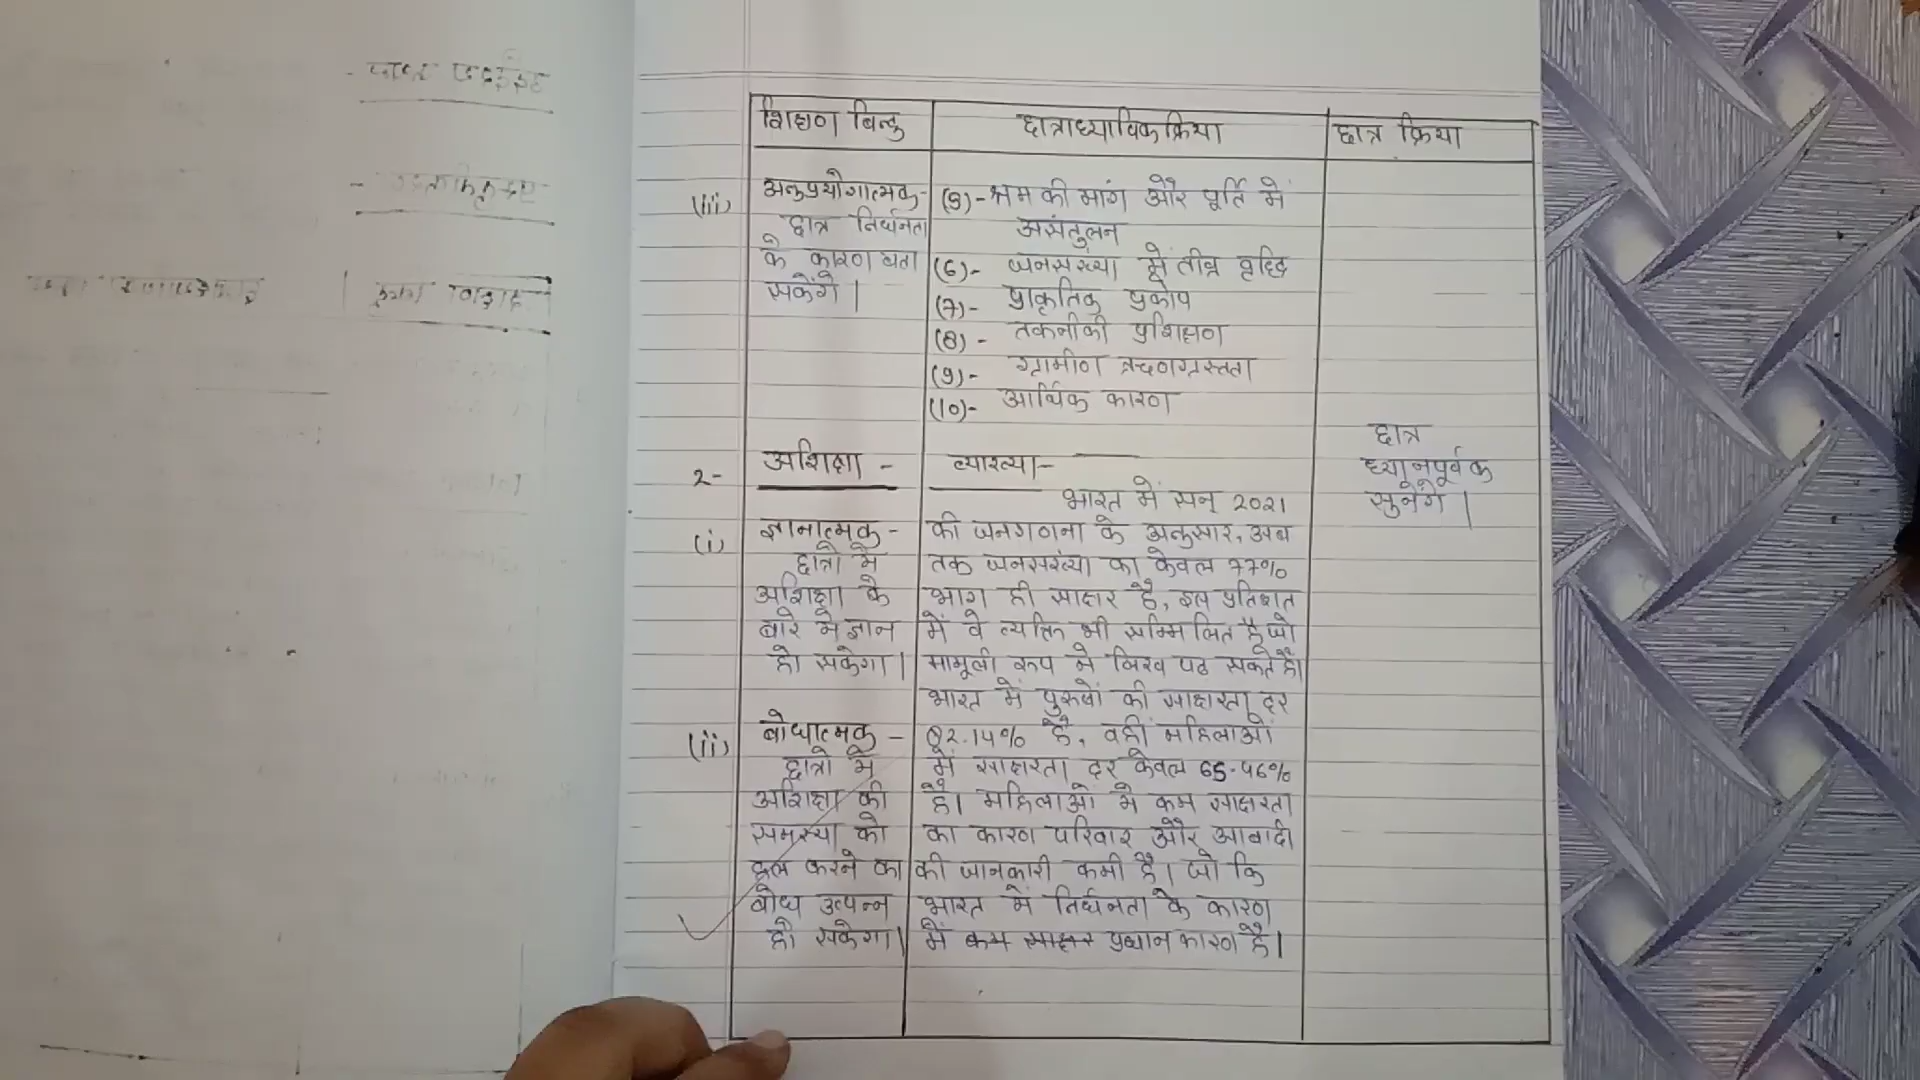 शिक्षण बिन्दु
छात्राध्यापिकक्रिया
छात्र क्रिया
(iii)
अनुप्रयोगात्मक-
छात्र निर्धनता
के कारण बता
सकेंगे।
(5)- श्रम की मांग और पूर्ति में
असंतुलन
(6)- जनसंख्या में तीव्र वृद्धि
(7)- प्राकृतिक प्रकोप
(8)- तकनीकी प्रशिक्षण
(9)- ग्रामीण ऋणग्रस्तता
(10)- आर्थिक कारण
2- अशिक्षा -
(i) ज्ञानात्मक-
छात्रो मे
अशिक्षा के
बारे मे ज्ञान
हो सकेगा।
(ii) बोधात्मक -
छात्रो मे
अशिक्षा की
समस्या को
हल करने का
बोध उत्पन्न
हो सकेगा।
व्याख्या-
भारत में सन् 2021
की जनगणना के अनुसार, अब
तक जनसंख्या का केवल 77%
भाग ही साक्षर है, इस प्रतिशत
में वे व्यक्ति भी सम्मिलित है जो
मामूली रूप से लिख पढ सकते है।
भारत में पुरुषों की साक्षरता दर
82.14% है, वहीं महिलाओं
में साक्षरता दर केवल 65.46%
है। महिलाओं मे कम साक्षरता
का कारण परिवार और आबादी
की जानकारी कमी है। जो कि
भारत में निर्धनता के कारण
में कम साक्षर प्रधान कारण है।
छात्र
ध्यानपूर्वक
सुनेगें।